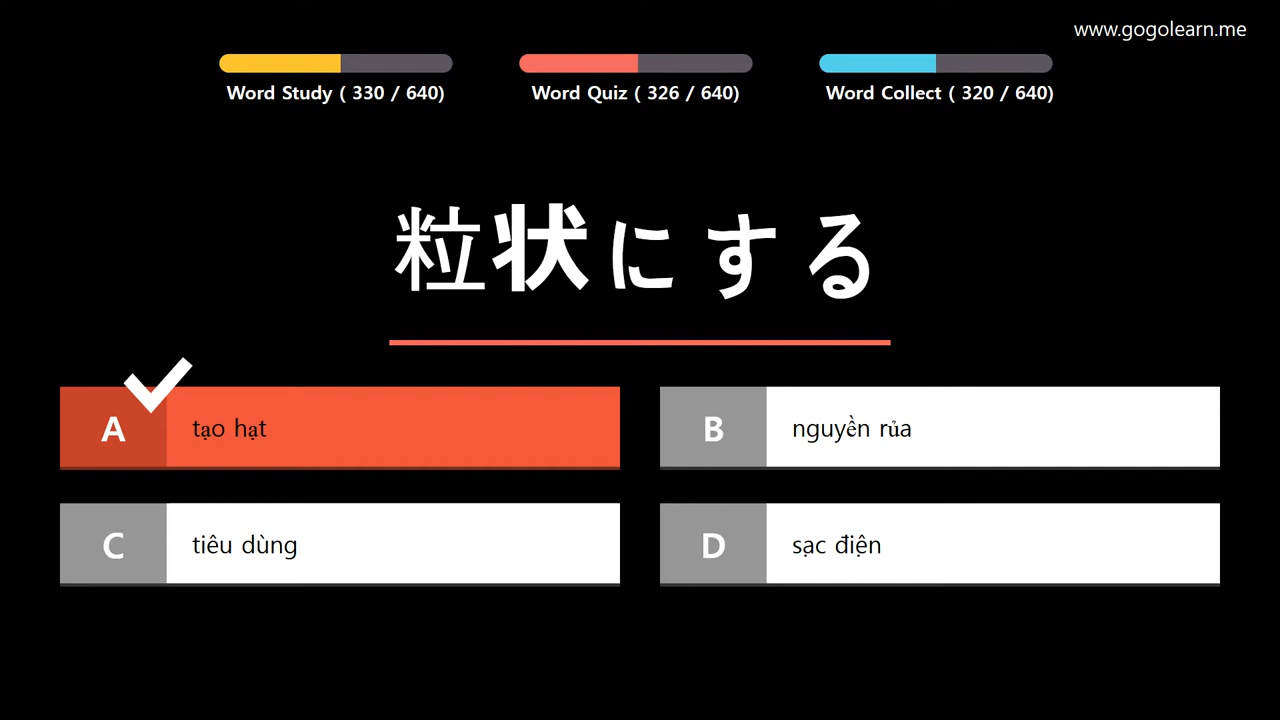 www.gogolearn.me
Word Study ( 330 / 640)
Word Quiz ( 326 / 640)
Word Collect ( 320 / 640)
粒状にする
A tạo hạt
B nguyền rủa
C tiêu dùng
D sạc điện